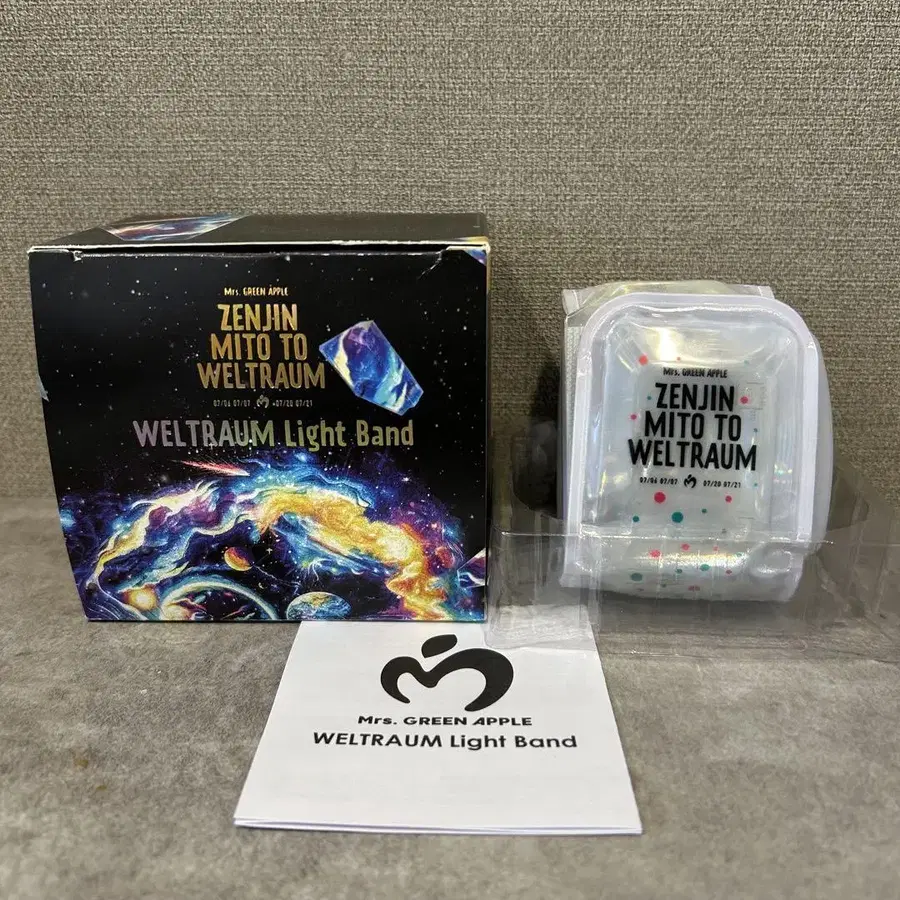 Mrs. GREEN APPLE
ZENJIN
MITO TO
WELTRAUM
07/06 07/07 07/20 07/21
WELTRAUM Light Band
Mrs. GREEN APPLE
ZENJIN
MITO TO
WELTRAUM
07/06 07/07 07/20 07/21
Mrs. GREEN APPLE
WELTRAUM Light Band